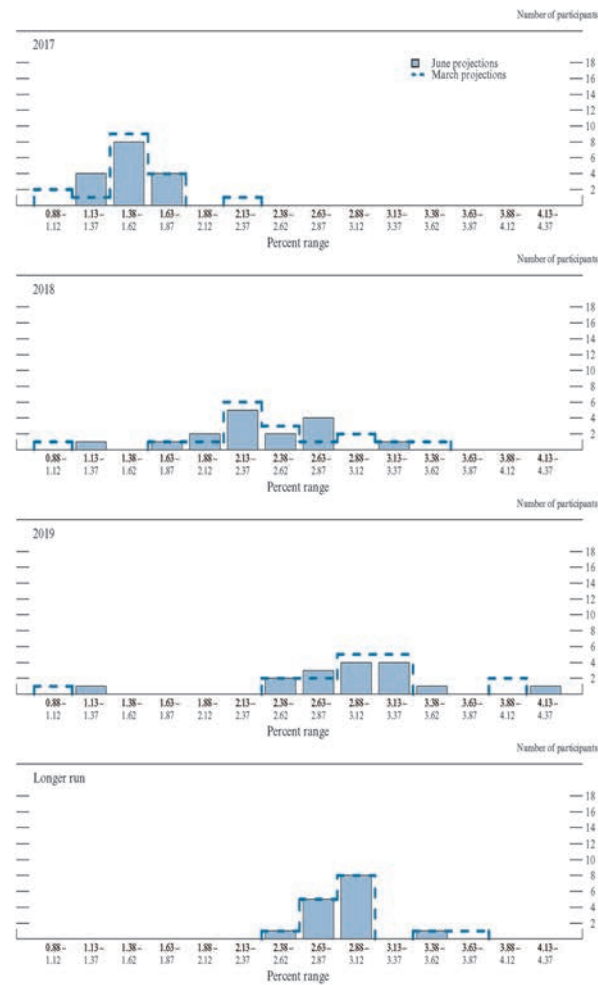 Number of participants
2017
June projections
March projections
18
16
14
12
10
8
6
4
2
0.88 – 1.13 – 1.38 – 1.63 – 1.88 – 2.13 – 2.38 – 2.63 – 2.88 – 3.13 – 3.38 – 3.63 – 3.88 – 4.13 –
1.12 1.37 1.62 1.87 2.12 2.37 2.62 2.87 3.12 3.37 3.62 3.87 4.12 4.37
Percent range
Number of participants
2018
18
16
14
12
10
8
6
4
2
0.88 – 1.13 – 1.38 – 1.63 – 1.88 – 2.13 – 2.38 – 2.63 – 2.88 – 3.13 – 3.38 – 3.63 – 3.88 – 4.13 –
1.12 1.37 1.62 1.87 2.12 2.37 2.62 2.87 3.12 3.37 3.62 3.87 4.12 4.37
Percent range
Number of participants
2019
18
16
14
12
10
8
6
4
2
0.88 – 1.13 – 1.38 – 1.63 – 1.88 – 2.13 – 2.38 – 2.63 – 2.88 – 3.13 – 3.38 – 3.63 – 3.88 – 4.13 –
1.12 1.37 1.62 1.87 2.12 2.37 2.62 2.87 3.12 3.37 3.62 3.87 4.12 4.37
Percent range
Number of participants
Longer run
18
16
14
12
10
8
6
4
2
0.88 – 1.13 – 1.38 – 1.63 – 1.88 – 2.13 – 2.38 – 2.63 – 2.88 – 3.13 – 3.38 – 3.63 – 3.88 – 4.13 –
1.12 1.37 1.62 1.87 2.12 2.37 2.62 2.87 3.12 3.37 3.62 3.87 4.12 4.37
Percent range